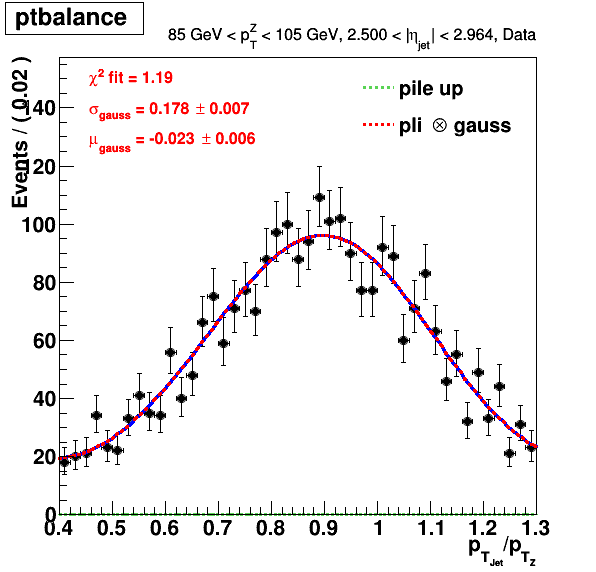 ptbalance
85 GeV < p_T^Z < 105 GeV, 2.500 < |η_jet| < 2.964, Data
Events / ( 0.02 )
χ² fit = 1.19
σ_gauss = 0.178 ± 0.007
μ_gauss = -0.023 ± 0.006
pile up
pli ⊗ gauss
140
120
100
80
60
40
20
0
0.4 0.5 0.6 0.7 0.8 0.9 1 1.1 1.2 1.3
p_T_Jet/p_T_Z